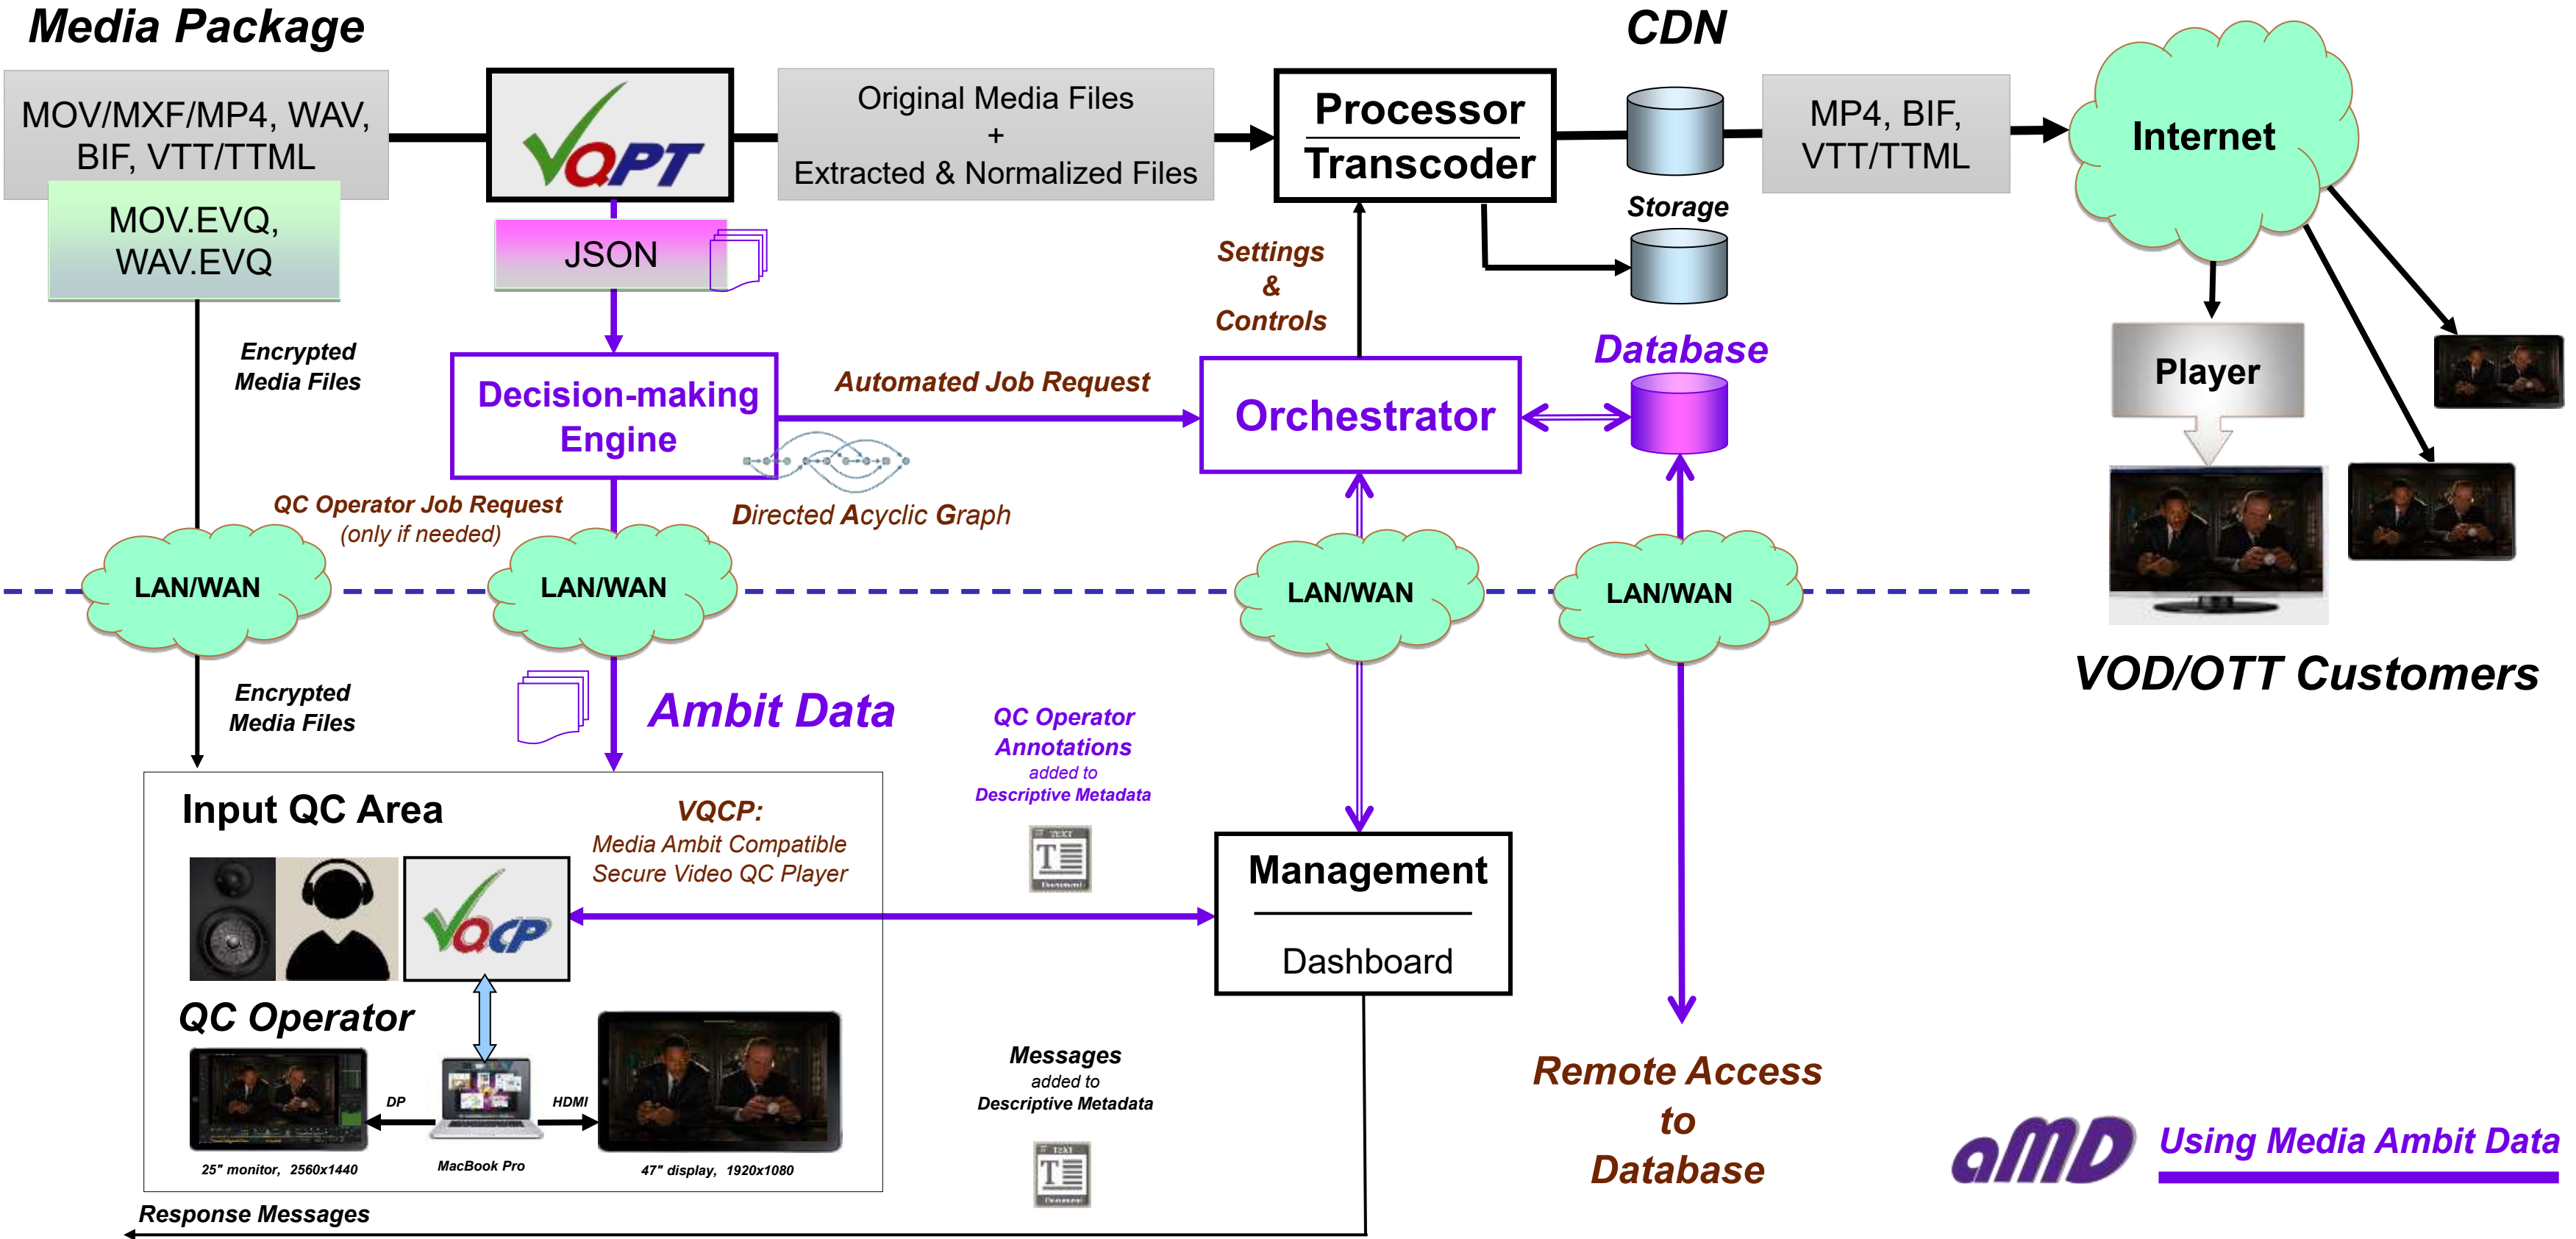 Media Package
MOV/MXF/MP4, WAV,
BIF, VTT/TTML
MOV.EVQ,
WAV.EVQ
VQPT
Original Media Files
+
Extracted & Normalized Files
Processor
Transcoder
CDN
Storage
MP4, BIF,
VTT/TTML
Internet
JSON
Settings
&
Controls
Encrypted
Media Files
Decision-making
Engine
Automated Job Request
Directed Acyclic Graph
Orchestrator
Database
Player
QC Operator Job Request
(only if needed)
LAN/WAN
LAN/WAN
LAN/WAN
LAN/WAN
VOD/OTT Customers
Encrypted
Media Files
Ambit Data
QC Operator
Annotations
added to
Descriptive Metadata
TEXT
T
Document
Input QC Area
VQCP:
Media Ambit Compatible
Secure Video QC Player
VQCP
Management
Dashboard
QC Operator
DP
HDMI
25" monitor, 2560x1440
MacBook Pro
47" display, 1920x1080
Messages
added to
Descriptive Metadata
TEXT
T
Document
Remote Access
to
Database
aMD
Using Media Ambit Data
Response Messages